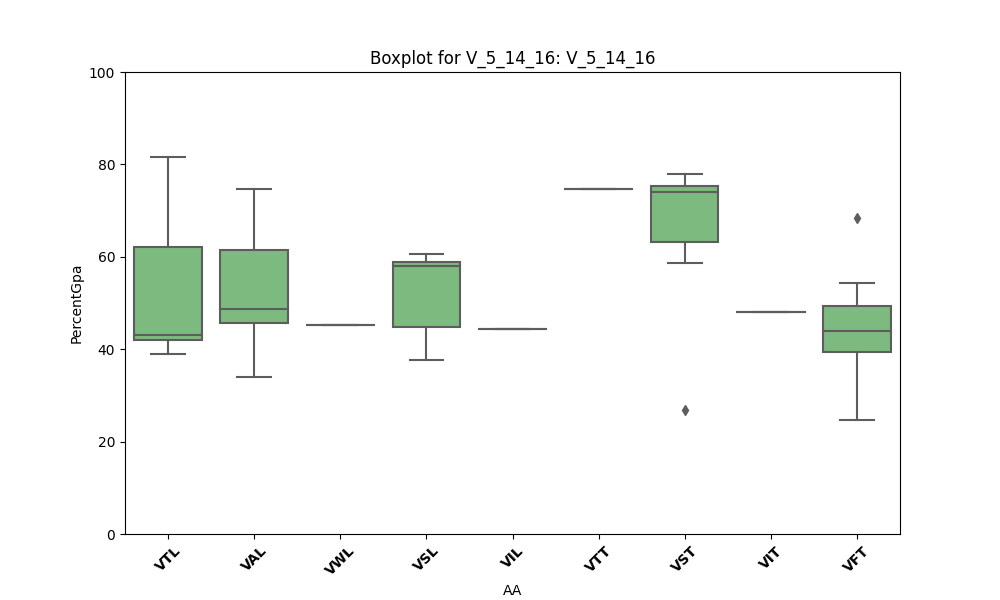 Boxplot for V_5_14_16: V_5_14_16
100
80
60
40
20
0
PercentGpa
VTL VAL VWL VSL VIL VTT VST VIT VFT
AA